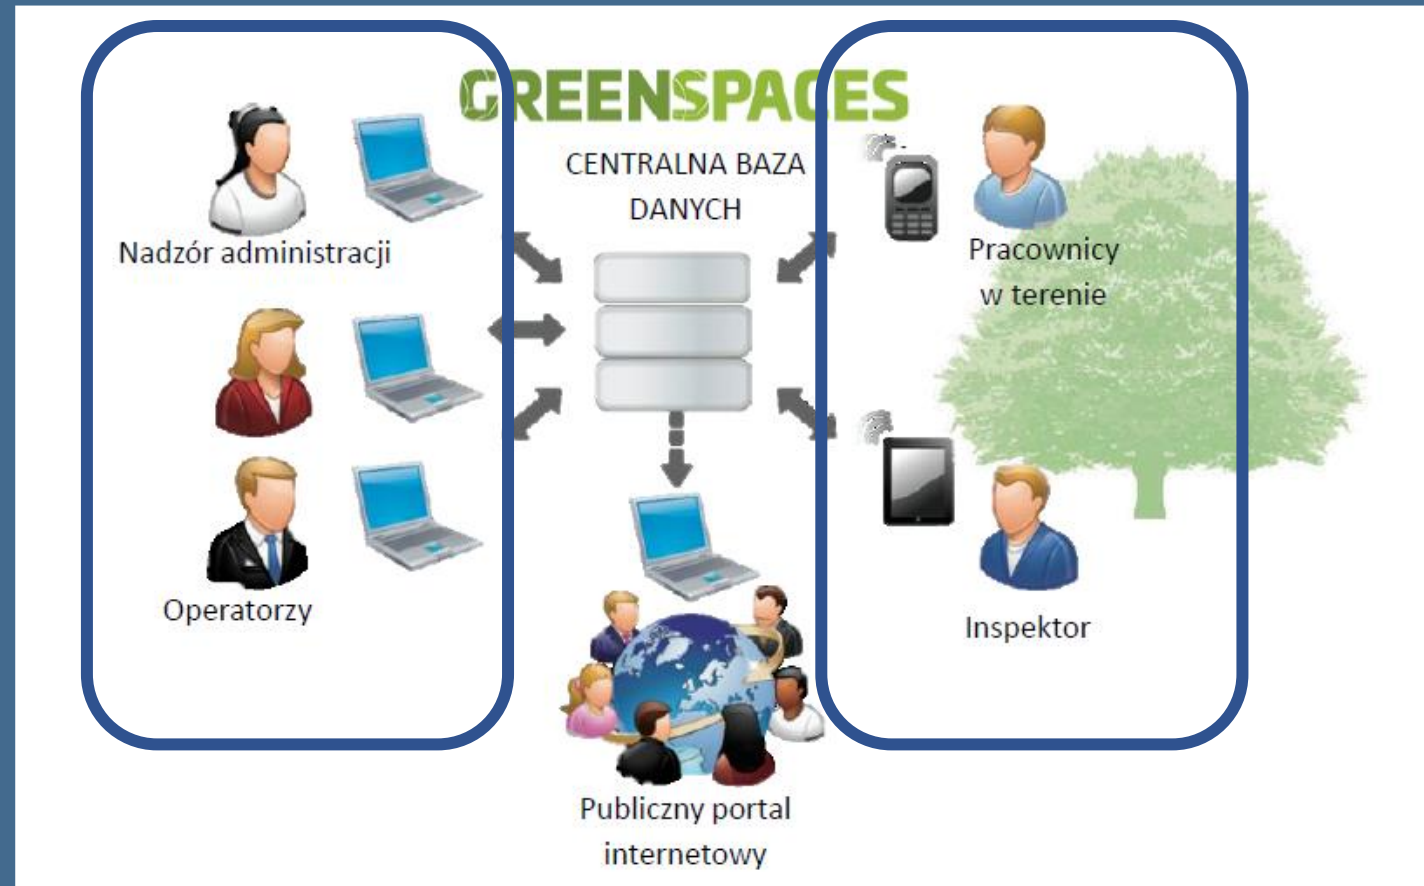 GREENSPACES
CENTRALNA BAZA
DANYCH
Nadzór administracji
Operatorzy
Pracownicy
w terenie
Inspektor
Publiczny portal
internetowy